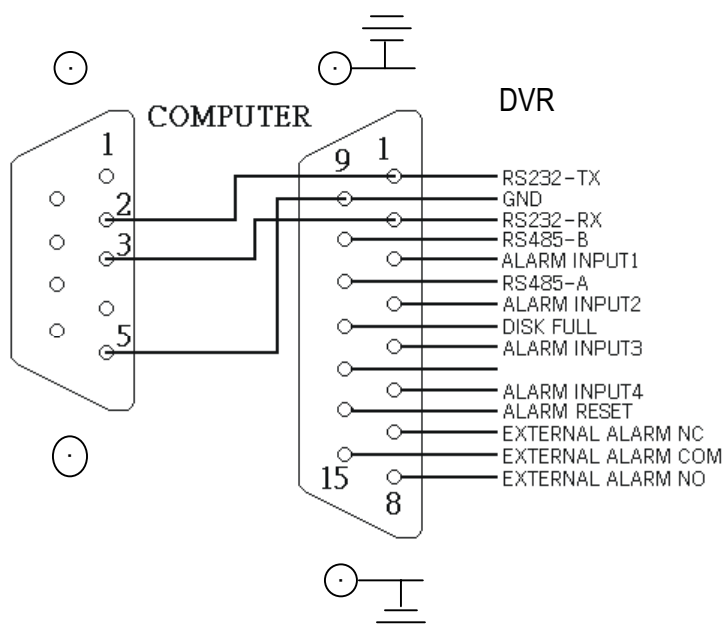 DVR
COMPUTER
1
2
3
5
9
1
15
8
RS232-TX
GND
RS232-RX
RS485-B
ALARM INPUT1
RS485-A
ALARM INPUT2
DISK FULL
ALARM INPUT3
ALARM INPUT4
ALARM RESET
EXTERNAL ALARM NC
EXTERNAL ALARM COM
EXTERNAL ALARM NO